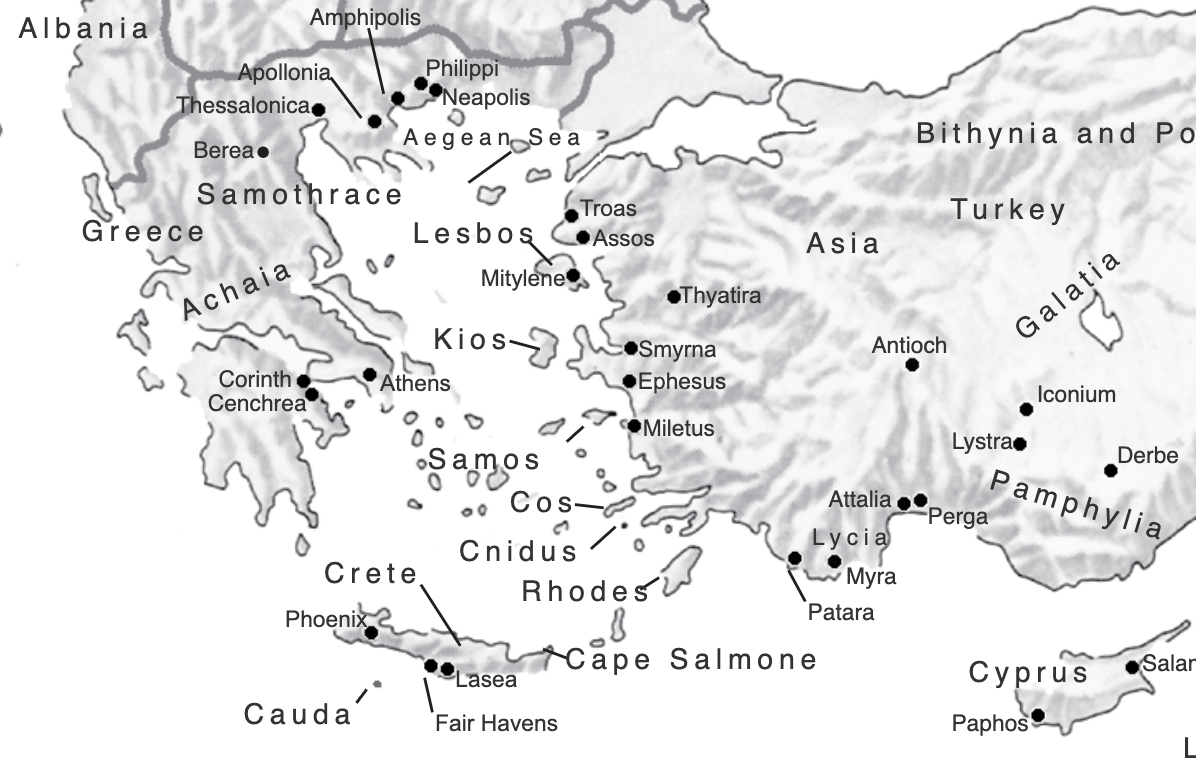 Albania
Amphipolis
Apollonia
Philippi
Neapolis
Thessalonica
Aegean Sea
Berea
Bithynia and Po
Samothrace
Troas
Turkey
Greece
Lesbos
Assos
Asia
Mitylene
Achaia
Thyatira
Galatia
Kios
Smyrna
Antioch
Corinth
Athens
Ephesus
Cenchrea
Iconium
Miletus
Lystra
Samos
Derbe
Cos
Attalia
Perga
Pamphylia
Cnidus
Lycia
Crete
Rhodes
Myra
Patara
Phoenix
Cape Salmone
Lasea
Cyprus
Salar
Cauda
Fair Havens
Paphos
L